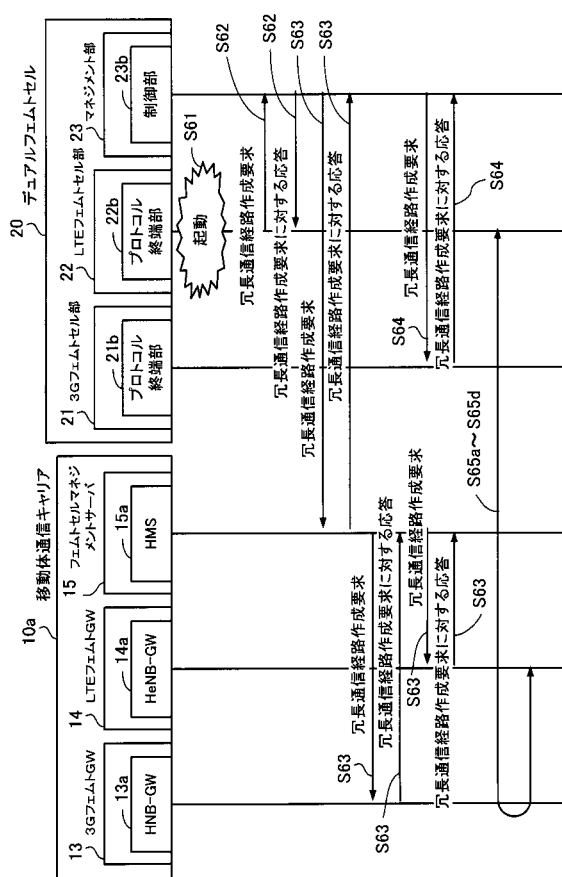 10a
移動体通信キャリア
13
3GフェムトGW
13a
HNB-GW
14
LTEフェムトGW
14a
HeNB-GW
15
フェムトセルマネジ
メントサーバ
15a
HMS
20
デュアルフェムトセル
21
3Gフェムトセル部
21b
プロトコル
終端部
22
LTEフェムトセル部
22b
プロトコル
終端部
23
マネジメント部
23b
制御部
起動
S61
冗長通信経路作成要求
S62
冗長通信経路作成要求に対する応答
S62
冗長通信経路作成要求
S63
冗長通信経路作成要求に対する応答
S63
冗長通信経路作成要求
S63
冗長通信経路作成要求に対する応答
S63
冗長通信経路作成要求
S63
冗長通信経路作成要求に対する応答
S63
冗長通信経路作成要求
S64
冗長通信経路作成要求に対する応答
S64
S65a～S65d